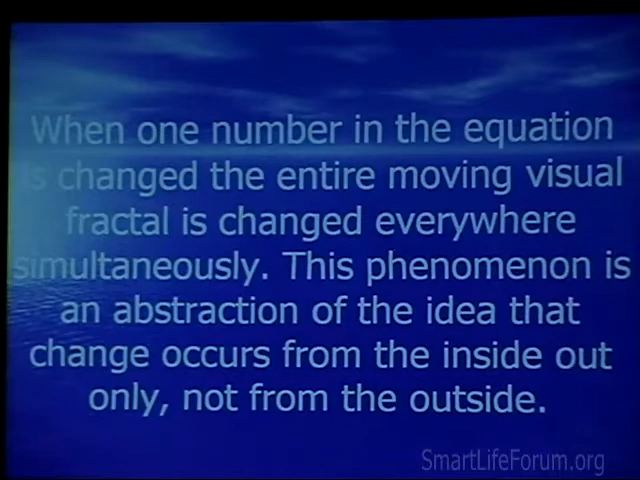 When one number in the equation
is changed the entire moving visual
fractal is changed everywhere
simultaneously. This phenomenon is
an abstraction of the idea that
change occurs from the inside out
only, not from the outside.
SmartLifeForum.org